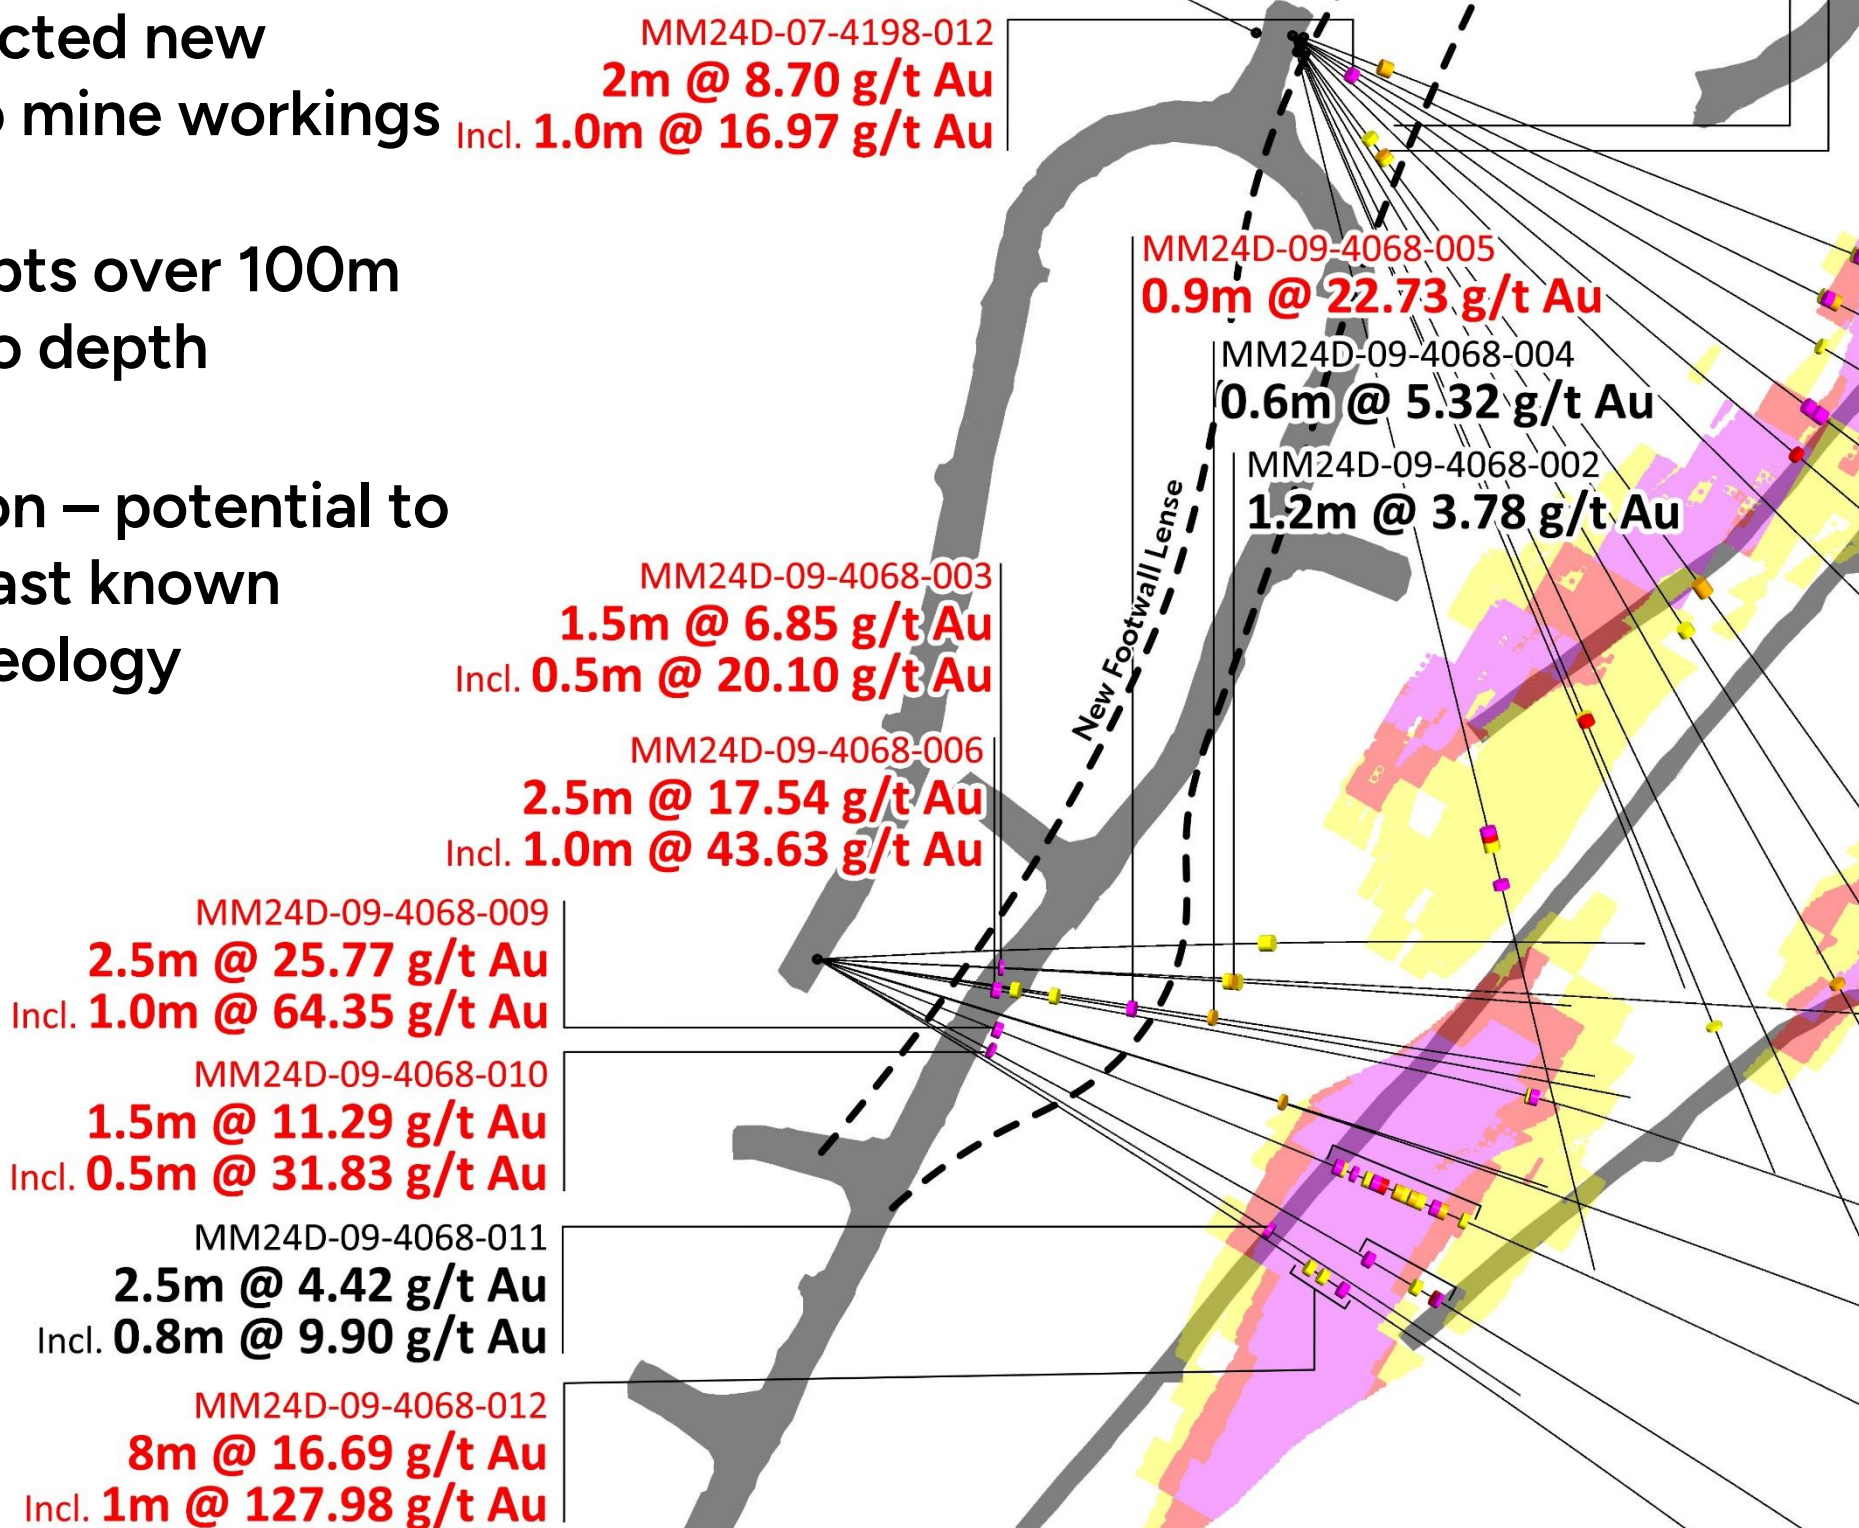 cted new
mine workings
pts over 100m
o depth
on – potential to
ast known
eology
MM24D-07-4198-012
2m @ 8.70 g/t Au
Incl. 1.0m @ 16.97 g/t Au
MM24D-09-4068-005
0.9m @ 22.73 g/t Au
MM24D-09-4068-004
0.6m @ 5.32 g/t Au
MM24D-09-4068-002
1.2m @ 3.78 g/t Au
New Footwall Lense
MM24D-09-4068-003
1.5m @ 6.85 g/t Au
Incl. 0.5m @ 20.10 g/t Au
MM24D-09-4068-006
2.5m @ 17.54 g/t Au
Incl. 1.0m @ 43.63 g/t Au
MM24D-09-4068-009
2.5m @ 25.77 g/t Au
Incl. 1.0m @ 64.35 g/t Au
MM24D-09-4068-010
1.5m @ 11.29 g/t Au
Incl. 0.5m @ 31.83 g/t Au
MM24D-09-4068-011
2.5m @ 4.42 g/t Au
Incl. 0.8m @ 9.90 g/t Au
MM24D-09-4068-012
8m @ 16.69 g/t Au
Incl. 1m @ 127.98 g/t Au